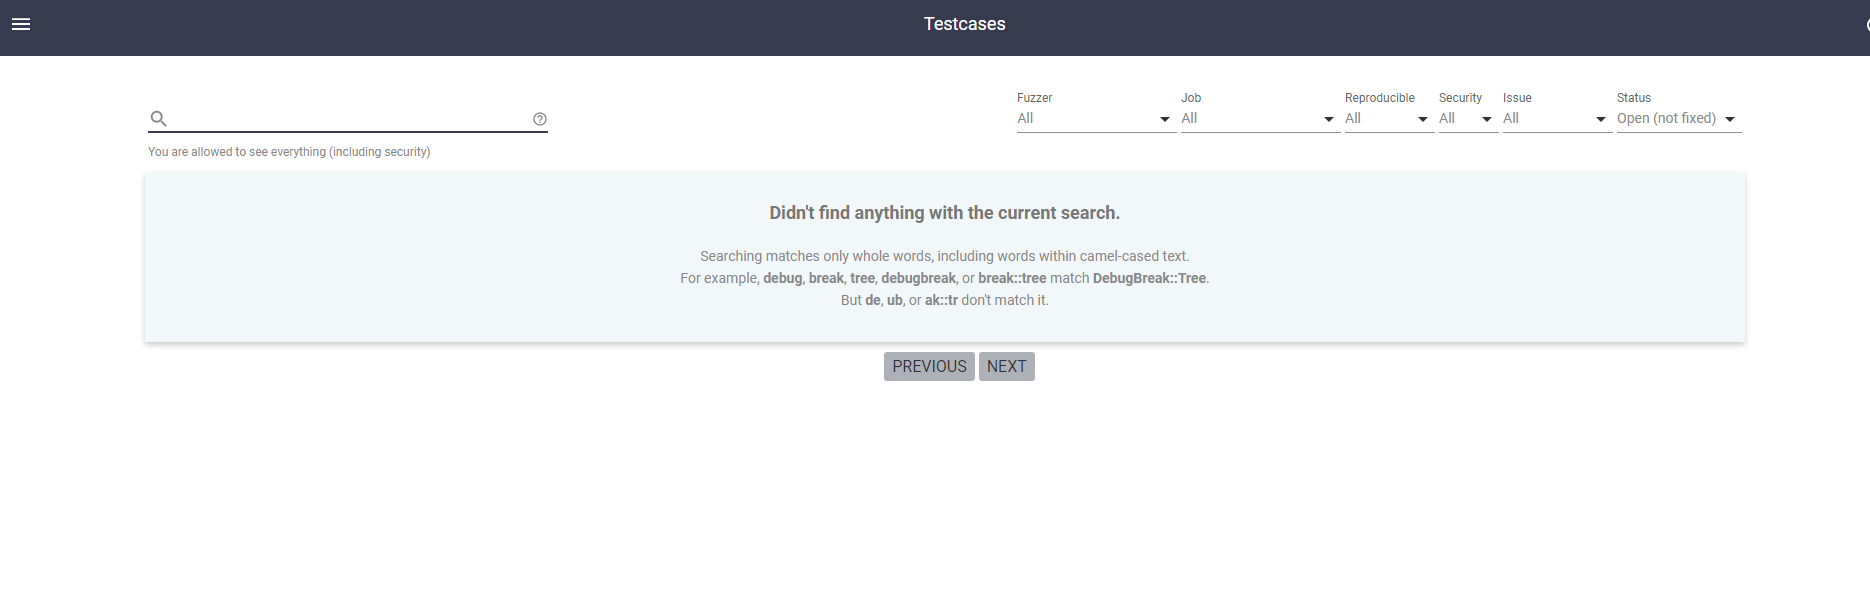 Testcases
Fuzzer Job Reproducible Security Issue Status
All All All All All Open (not fixed)
You are allowed to see everything (including security)
Didn't find anything with the current search.
Searching matches only whole words, including words within camel-cased text.
For example, debug, break, tree, debugbreak, or break::tree match DebugBreak::Tree.
But de, ub, or ak::tr don't match it.
PREVIOUS NEXT